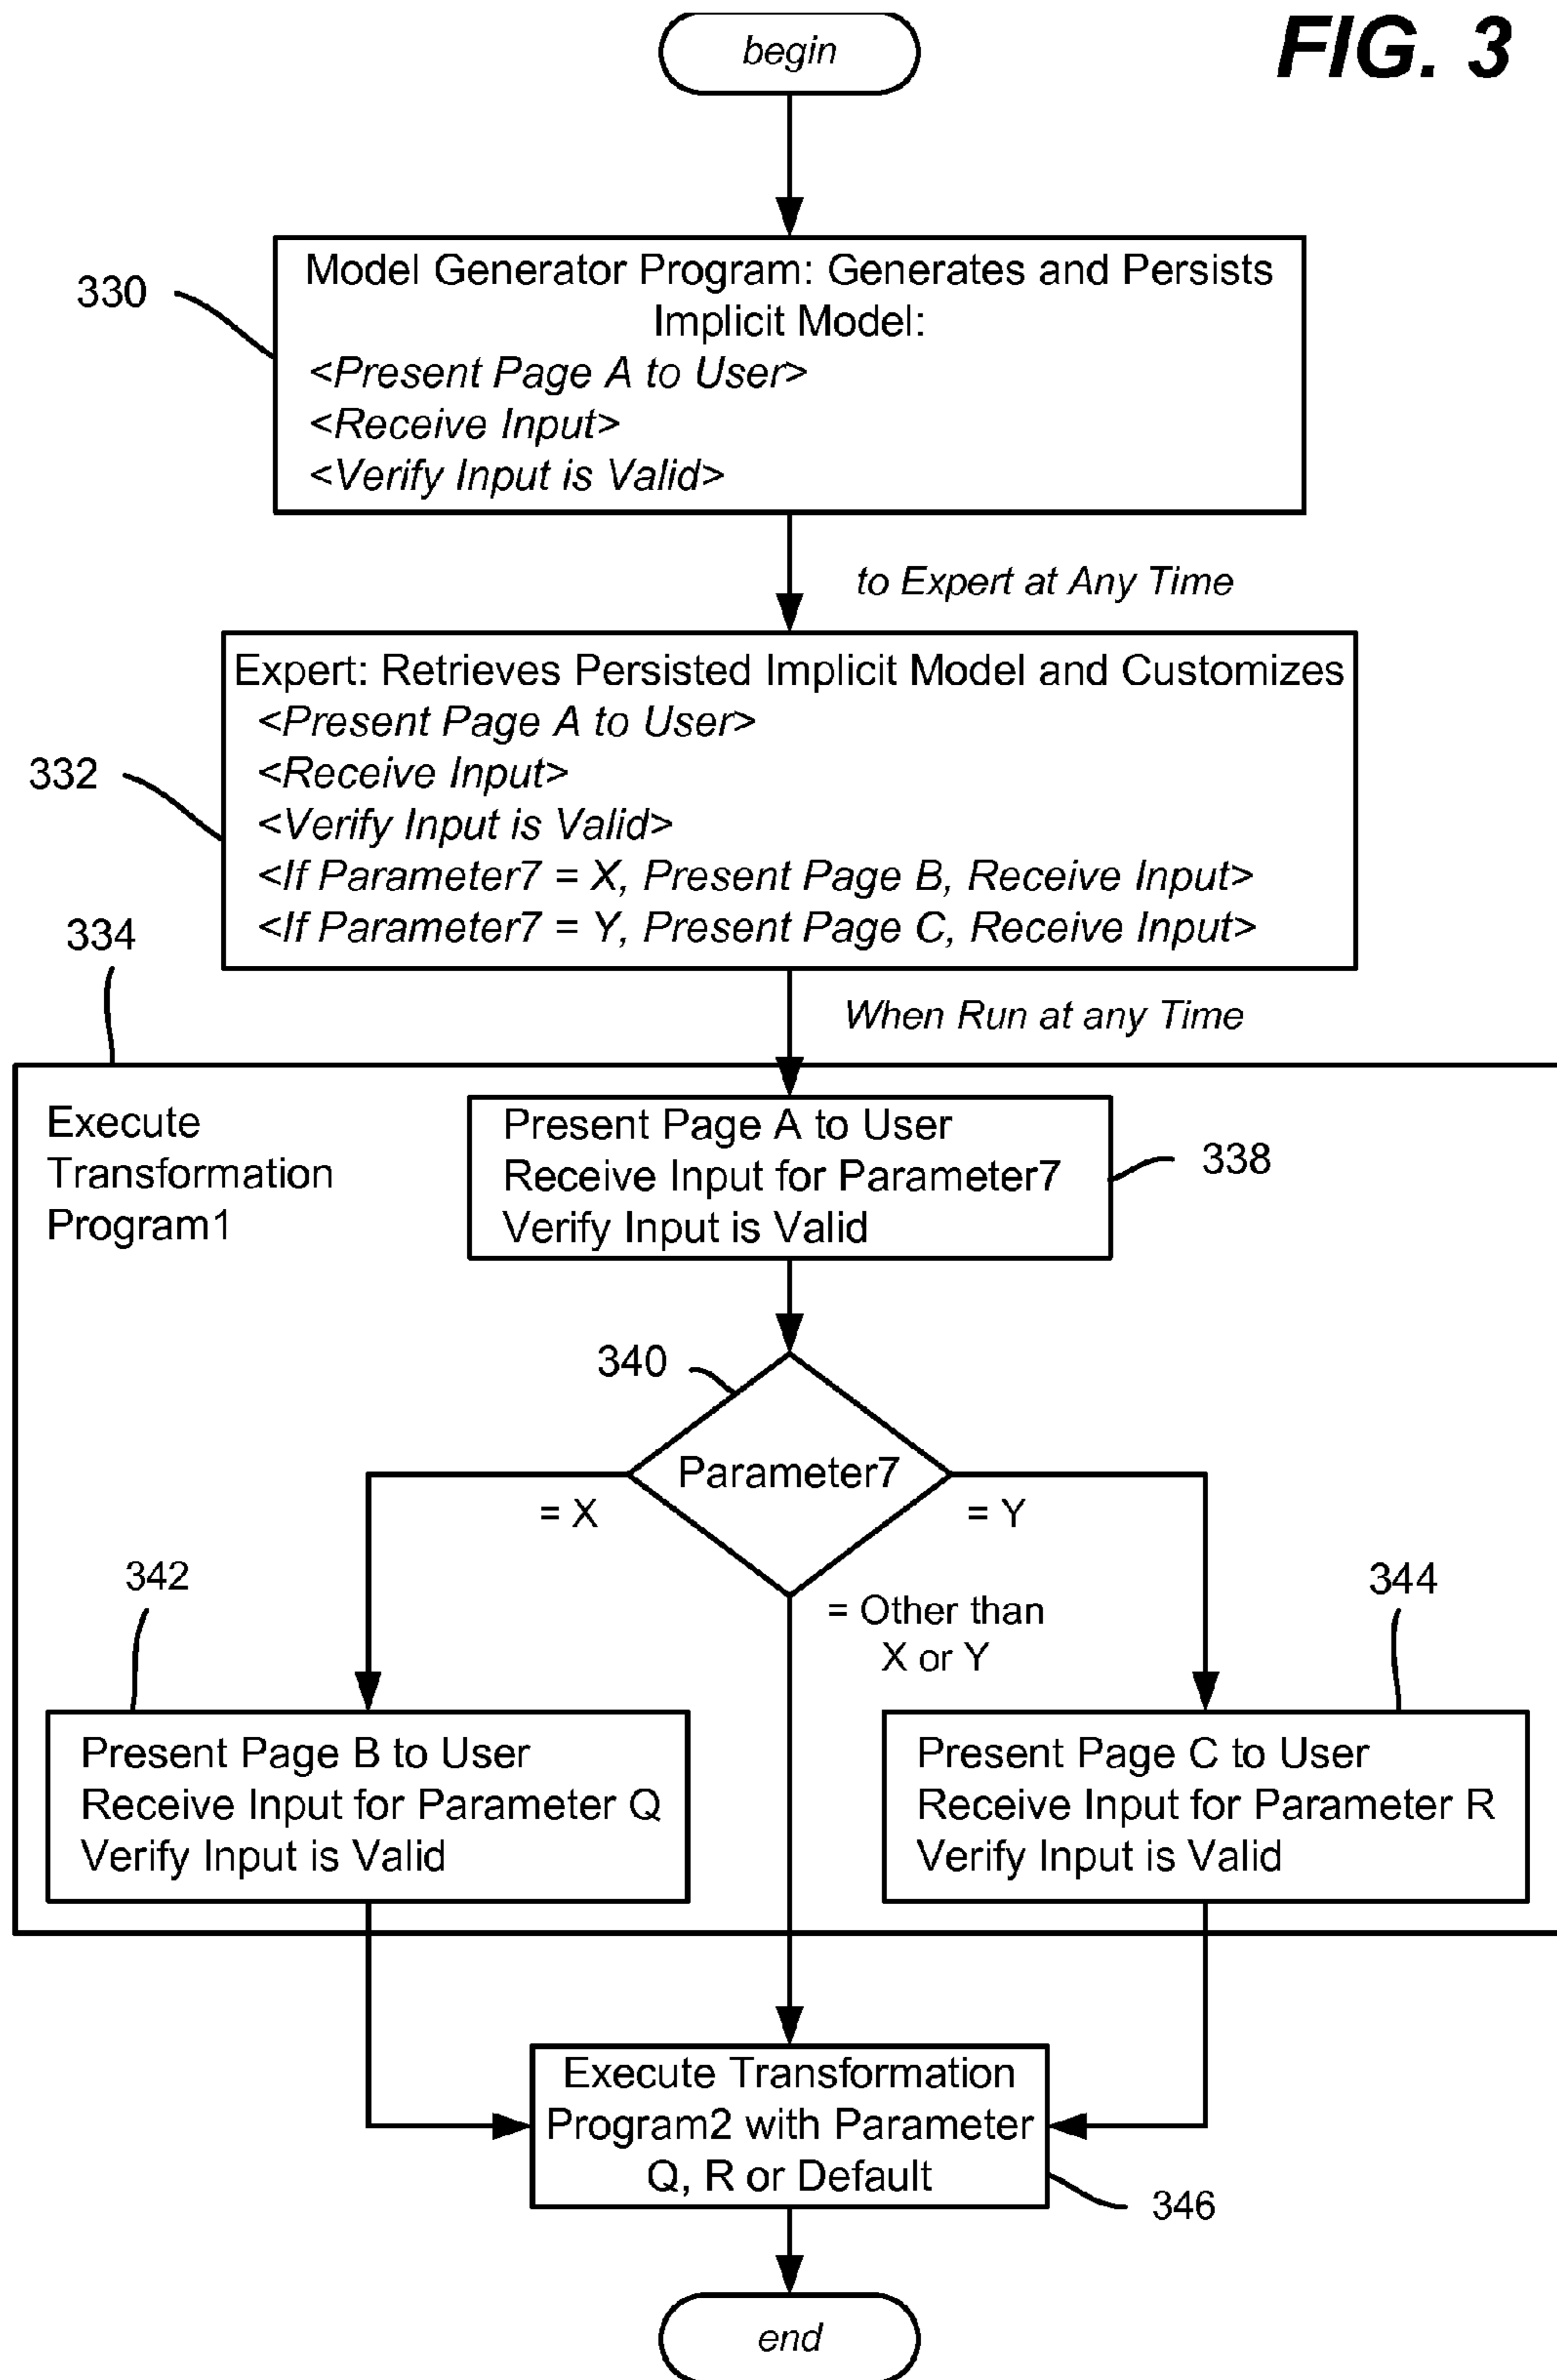 FIG. 3
begin
330
Model Generator Program: Generates and Persists
Implicit Model:
<Present Page A to User>
<Receive Input>
<Verify Input is Valid>
to Expert at Any Time
332
Expert: Retrieves Persisted Implicit Model and Customizes
<Present Page A to User>
<Receive Input>
<Verify Input is Valid>
<If Parameter7 = X, Present Page B, Receive Input>
<If Parameter7 = Y, Present Page C, Receive Input>
334
When Run at any Time
Execute
Transformation
Program1
Present Page A to User
Receive Input for Parameter7
Verify Input is Valid
338
340
Parameter7
= X
= Y
= Other than
X or Y
342
Present Page B to User
Receive Input for Parameter Q
Verify Input is Valid
344
Present Page C to User
Receive Input for Parameter R
Verify Input is Valid
Execute Transformation
Program2 with Parameter
Q, R or Default
346
end